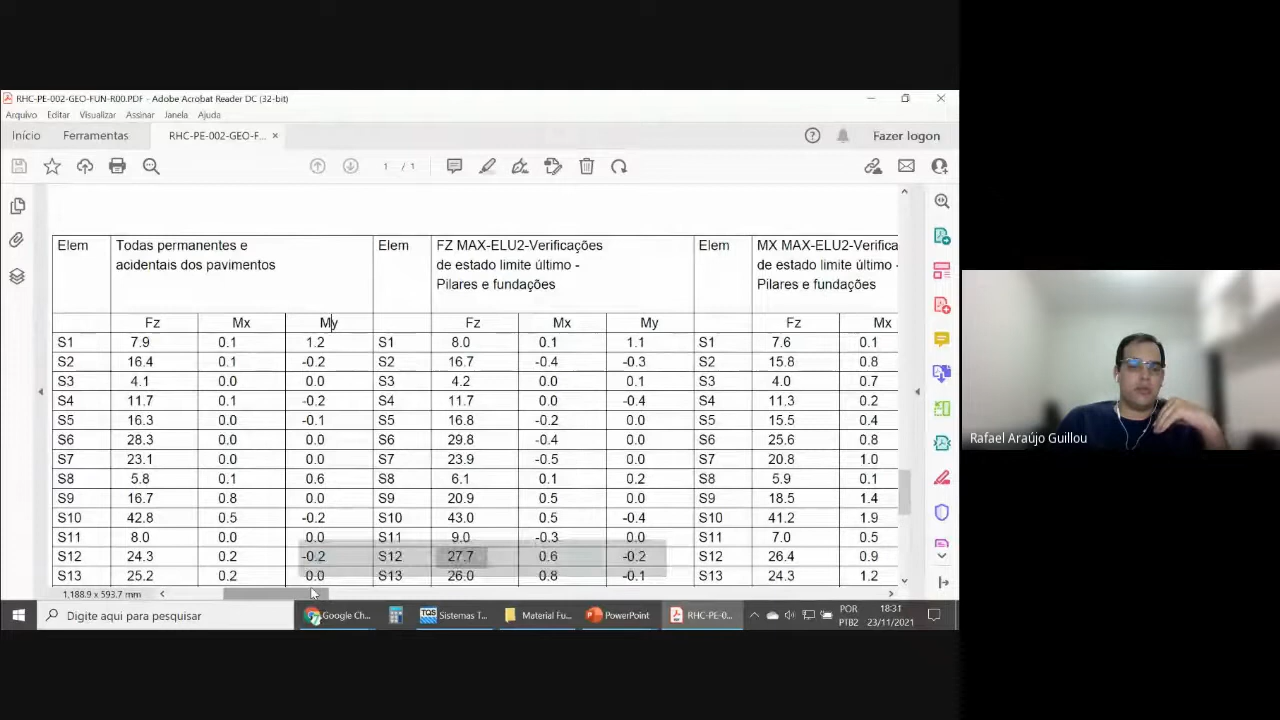 RHC-PE-002-GEO-FUN-R00.PDF - Adobe Acrobat Reader DC (32-bit)
Arquivo Editar Visualizar Assinar Janela Ajuda
Início Ferramentas RHC-PE-002-GEO-F... × Fazer logon
1 / 1
Elem Todas permanentes e acidentais dos pavimentos Elem FZ MAX-ELU2-Verificações de estado limite último - Pilares e fundações Elem MX MAX-ELU2-Verifica de estado limite último - Pilares e fundações
Fz Mx My Fz Mx My Fz Mx
S1 7.9 0.1 1.2 S1 8.0 0.1 1.1 S1 7.6 0.1
S2 16.4 0.1 -0.2 S2 16.7 -0.4 -0.3 S2 15.8 0.8
S3 4.1 0.0 0.0 S3 4.2 0.0 0.1 S3 4.0 0.7
S4 11.7 0.1 -0.2 S4 11.7 0.0 -0.4 S4 11.3 0.2
S5 16.3 0.0 -0.1 S5 16.8 -0.2 0.0 S5 15.5 0.4
S6 28.3 0.0 0.0 S6 29.8 -0.4 0.0 S6 25.6 0.8
S7 23.1 0.0 0.0 S7 23.9 -0.5 0.0 S7 20.8 1.0
S8 5.8 0.1 0.6 S8 6.1 0.1 0.2 S8 5.9 0.1
S9 16.7 0.8 0.0 S9 20.9 0.5 0.0 S9 18.5 1.4
S10 42.8 0.5 -0.2 S10 43.0 0.5 -0.4 S10 41.2 1.9
S11 8.0 0.0 0.0 S11 9.0 -0.3 0.0 S11 7.0 0.5
S12 24.3 0.2 -0.2 S12 27.7 0.6 -0.2 S12 26.4 0.9
S13 25.2 0.2 0.0 S13 26.0 0.8 -0.1 S13 24.3 1.2
1.188.9 x 593.7 mm
Rafael Araújo Guillou
Digite aqui para pesquisar Google Ch... TQS Sistemas T... Material Fu... PowerPoint RHC-PE-0... POR PTB2 18:31 23/11/2021